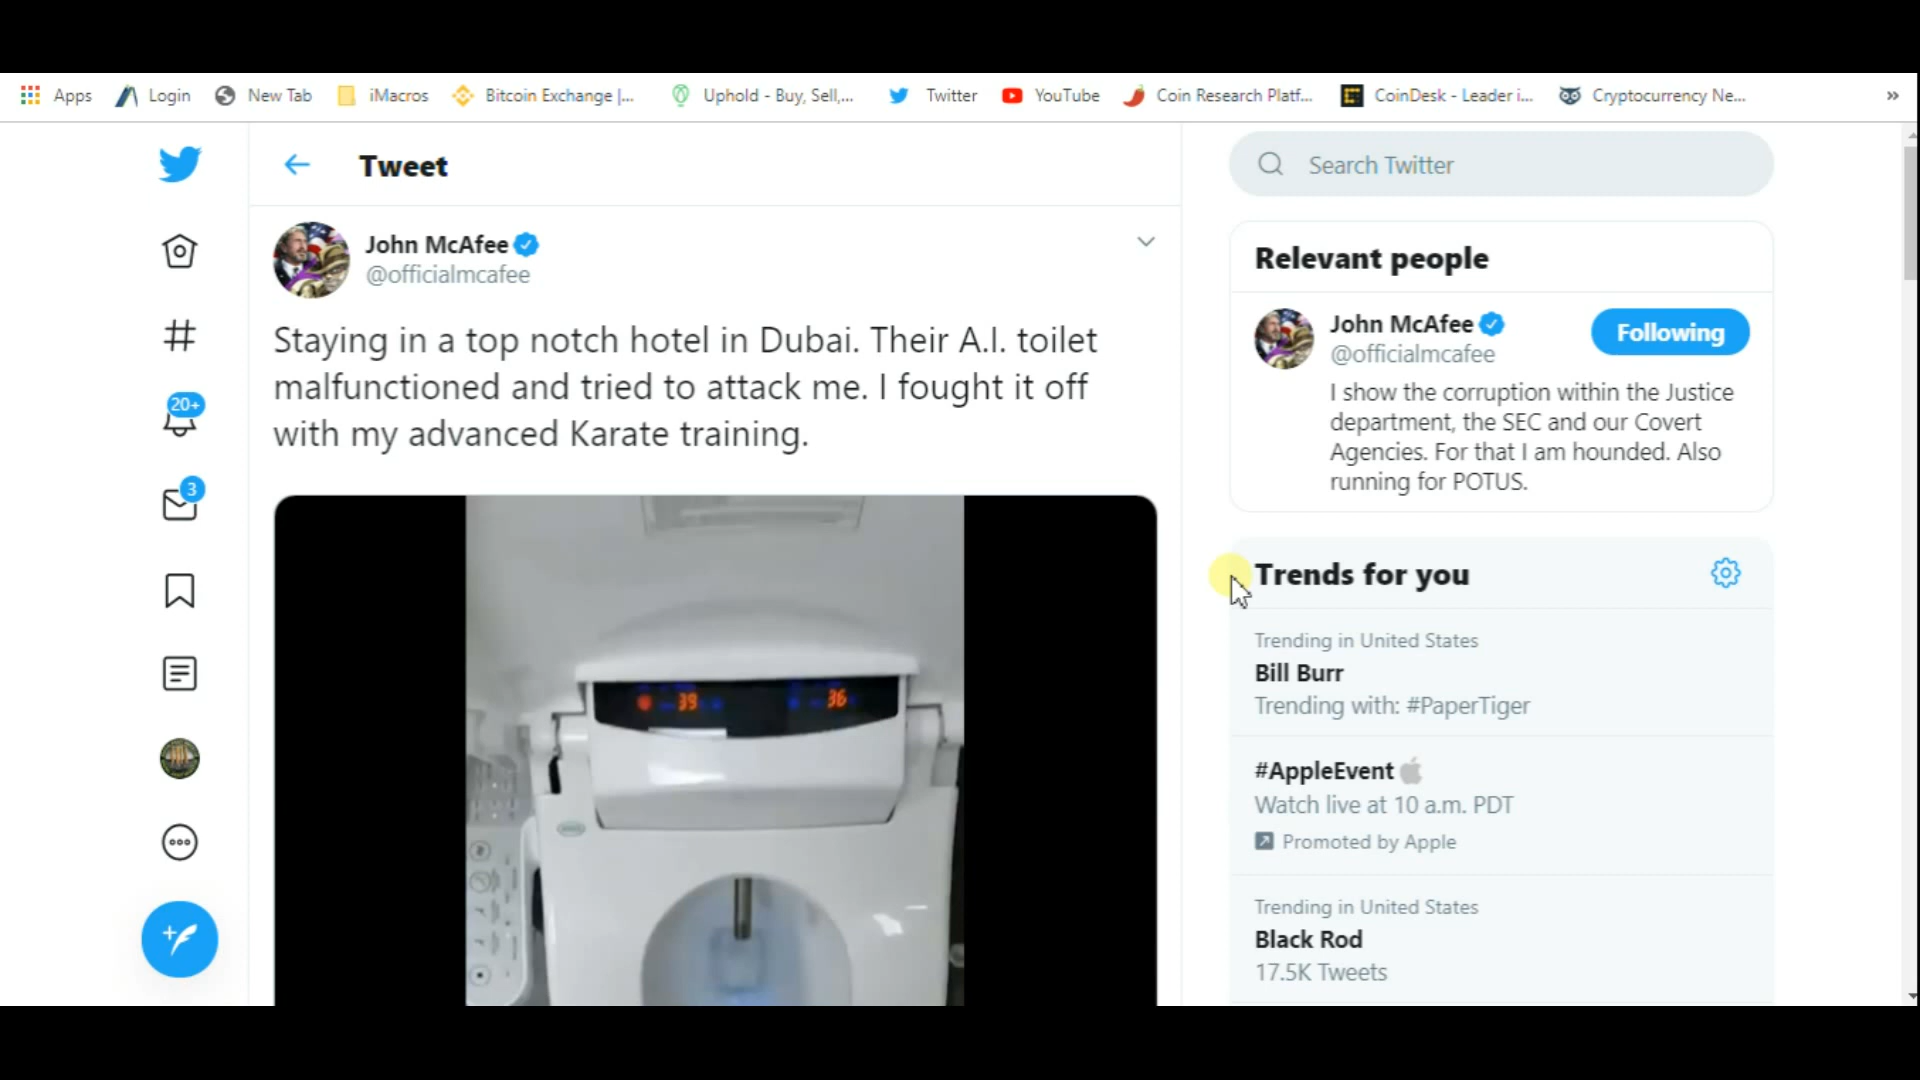 Apps Login New Tab iMacros Bitcoin Exchange |... Uphold - Buy, Sell,... Twitter YouTube Coin Research Platf... CoinDesk - Leader i... Cryptocurrency Ne... »
Tweet
John McAfee
@officialmcafee
Staying in a top notch hotel in Dubai. Their A.I. toilet
malfunctioned and tried to attack me. I fought it off
with my advanced Karate training.
39 36
20+
3
Search Twitter
Relevant people
John McAfee
@officialmcafee
Following
I show the corruption within the Justice
department, the SEC and our Covert
Agencies. For that I am hounded. Also
running for POTUS.
Trends for you
Trending in United States
Bill Burr
Trending with: #PaperTiger
#AppleEvent
Watch live at 10 a.m. PDT
Promoted by Apple
Trending in United States
Black Rod
17.5K Tweets